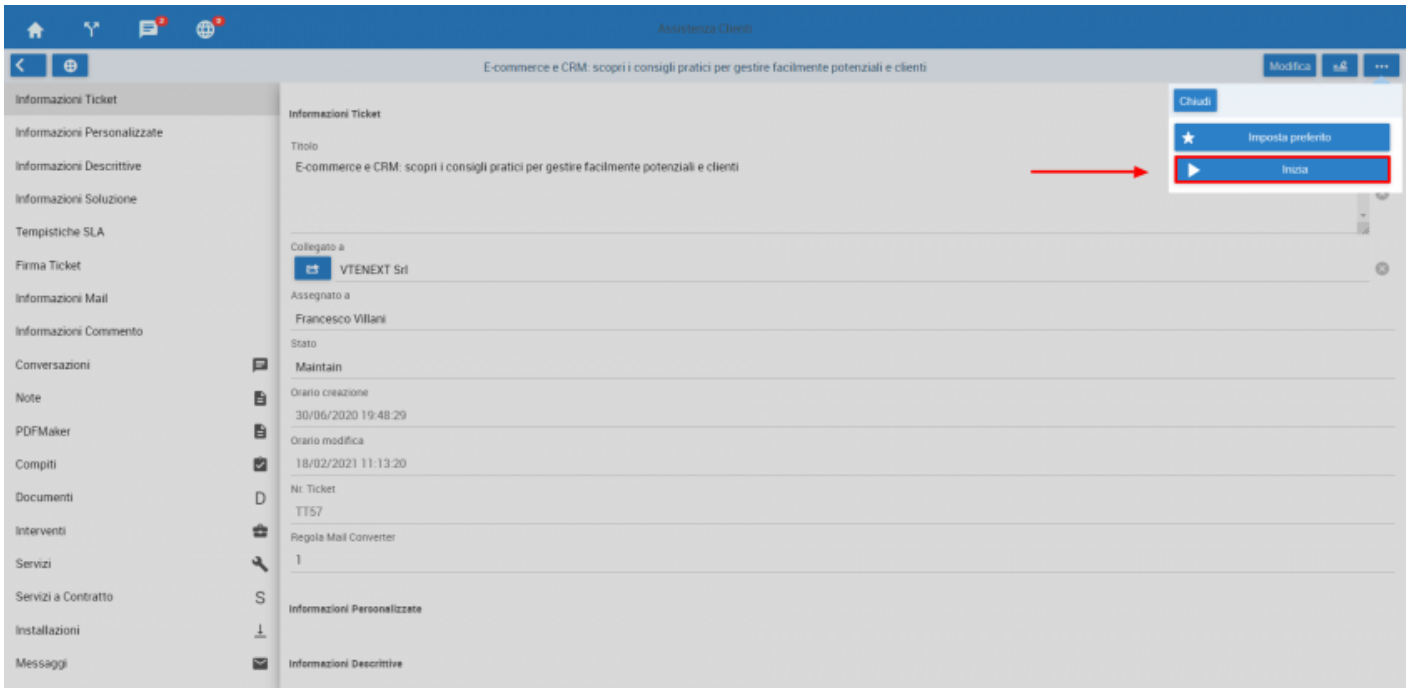 2
3
Assistenza Clienti
E-commerce e CRM: scopri i consigli pratici per gestire facilmente potenziali e clienti
Modifica
Chiudi
Imposta preferito
Inizia
Informazioni Ticket
Informazioni Personalizzate
Informazioni Descrittive
Informazioni Soluzione
Tempistiche SLA
Firma Ticket
Informazioni Mail
Informazioni Commento
Conversazioni
Note
PDFMaker
Compiti
Documenti D
Interventi
Servizi
Servizi a Contratto S
Installazioni
Messaggi
Informazioni Ticket
Titolo
E-commerce e CRM: scopri i consigli pratici per gestire facilmente potenziali e clienti
Collegato a
VTENEXT Srl
Assegnato a
Francesco Villani
Stato
Maintain
Orario creazione
30/06/2020 19:48:29
Orario modifica
18/02/2021 11:13:20
Nr. Ticket
TT57
Regola Mail Converter
1
Informazioni Personalizzate
Informazioni Descrittive